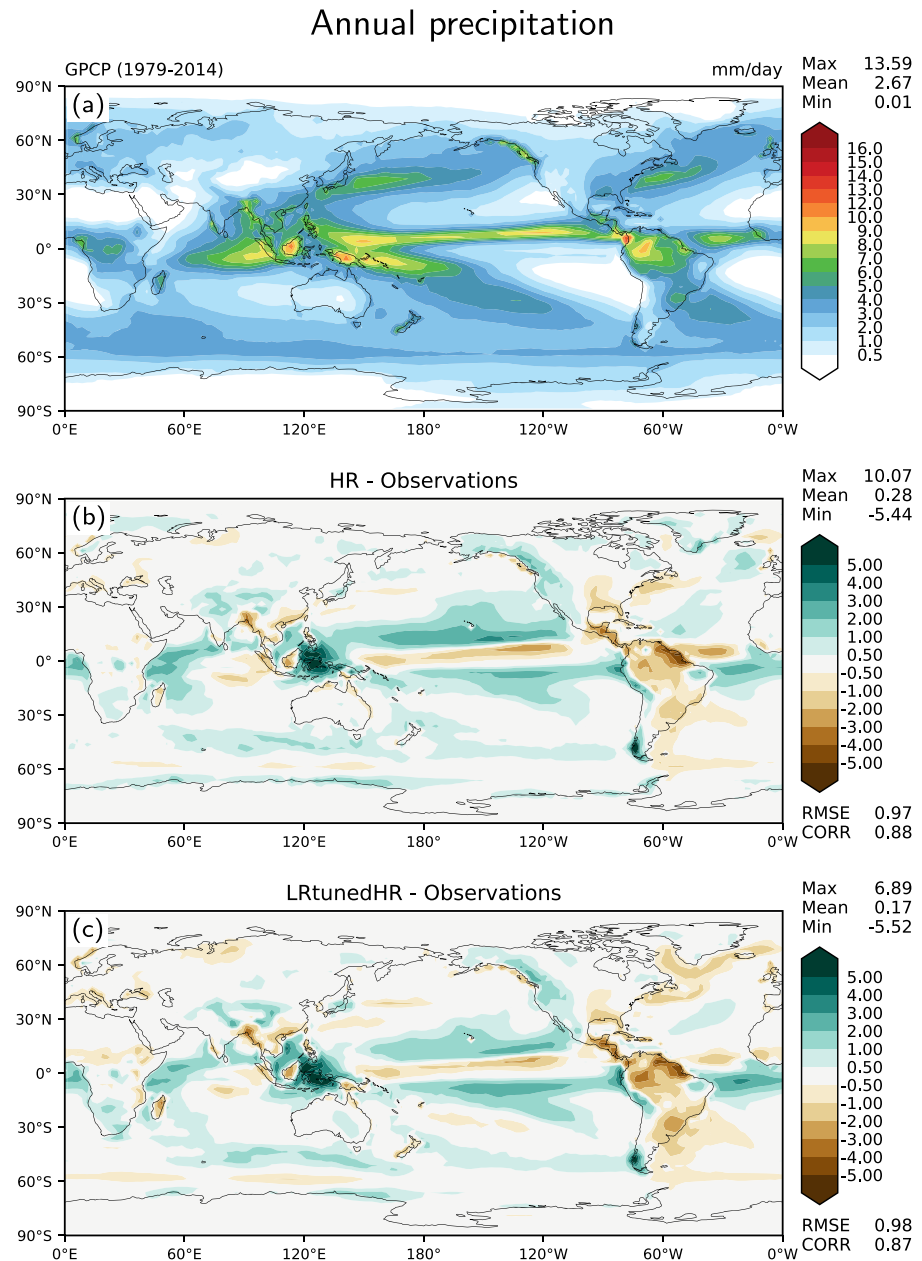 Annual precipitation
GPCP (1979-2014)
mm/day
Max 13.59
Mean 2.67
Min 0.01
(a)
90°N
60°N
30°N
0°
30°S
60°S
90°S
0°E 60°E 120°E 180° 120°W 60°W 0°W
16.0
15.0
14.0
13.0
12.0
10.0
9.0
8.0
7.0
6.0
5.0
4.0
3.0
2.0
1.0
0.5
HR - Observations
Max 10.07
Mean 0.28
Min -5.44
(b)
90°N
60°N
30°N
0°
30°S
60°S
90°S
0°E 60°E 120°E 180° 120°W 60°W 0°W
5.00
4.00
3.00
2.00
1.00
0.50
-0.50
-1.00
-2.00
-3.00
-4.00
-5.00
RMSE 0.97
CORR 0.88
LRtunedHR - Observations
Max 6.89
Mean 0.17
Min -5.52
(c)
90°N
60°N
30°N
0°
30°S
60°S
90°S
0°E 60°E 120°E 180° 120°W 60°W 0°W
5.00
4.00
3.00
2.00
1.00
0.50
-0.50
-1.00
-2.00
-3.00
-4.00
-5.00
RMSE 0.98
CORR 0.87